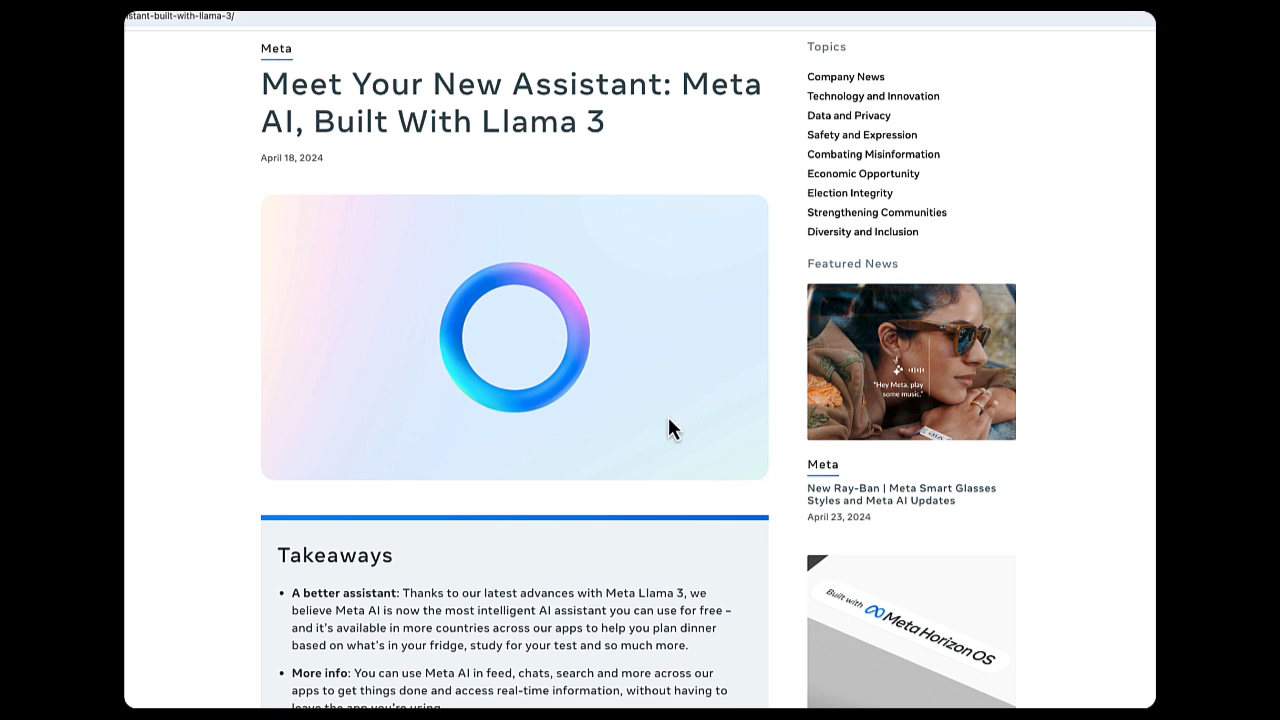 stant-built-with-llama-3/
Meta
Meet Your New Assistant: Meta
AI, Built With Llama 3
April 18, 2024
Takeaways
• A better assistant: Thanks to our latest advances with Meta Llama 3, we
believe Meta AI is now the most intelligent AI assistant you can use for free –
and it's available in more countries across our apps to help you plan dinner
based on what's in your fridge, study for your test and so much more.
• More info: You can use Meta AI in feed, chats, search and more across our
apps to get things done and access real-time information, without having to
leave the app you're using.
Topics
Company News
Technology and Innovation
Data and Privacy
Safety and Expression
Combating Misinformation
Economic Opportunity
Election Integrity
Strengthening Communities
Diversity and Inclusion
Featured News
"Hey Meta, play
some music."
Meta
New Ray-Ban | Meta Smart Glasses
Styles and Meta AI Updates
April 23, 2024
Built with Meta Horizon OS